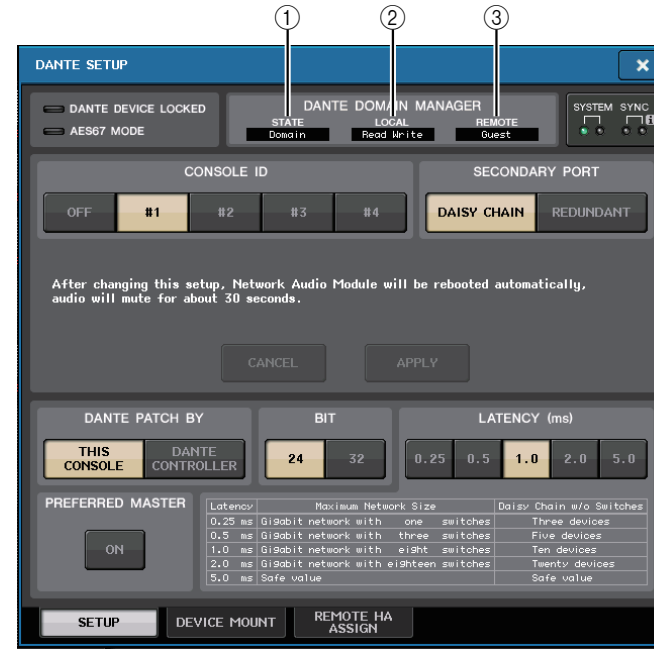 ① ② ③
DANTE SETUP
DANTE DEVICE LOCKED
AES67 MODE
DANTE DOMAIN MANAGER
STATE LOCAL REMOTE
Domain Read Write Guest
SYSTEM SYNC
CONSOLE ID
OFF #1 #2 #3 #4
SECONDARY PORT
DAISY CHAIN REDUNDANT
After changing this setup, Network Audio Module will be rebooted automatically,
audio will mute for about 30 seconds.
CANCEL APPLY
DANTE PATCH BY
THIS CONSOLE DANTE CONTROLLER
BIT
24 32
LATENCY (ms)
0.25 0.5 1.0 2.0 5.0
PREFERRED MASTER
ON
Latency Maximum Network Size Daisy Chain w/o Switches
0.25 ms Gigabit network with one switches Three devices
0.5 ms Gigabit network with three switches Five devices
1.0 ms Gigabit network with eight switches Ten devices
2.0 ms Gigabit network with eighteen switches Twenty devices
5.0 ms Safe value Safe value
SETUP DEVICE MOUNT REMOTE HA ASSIGN